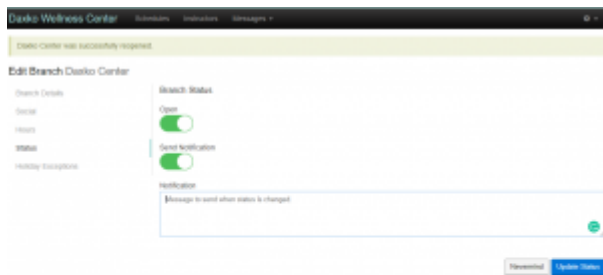 Daxko Wellness Center Schedules Instructors Messages
Daxko Center was successfully reopened.
Edit Branch Daxko Center
Branch Details
Social
Hours
Status
Holiday Exceptions
Branch Status
Open
Send Notification
Notification
Message to send when status is changed
Nevermind Update Status